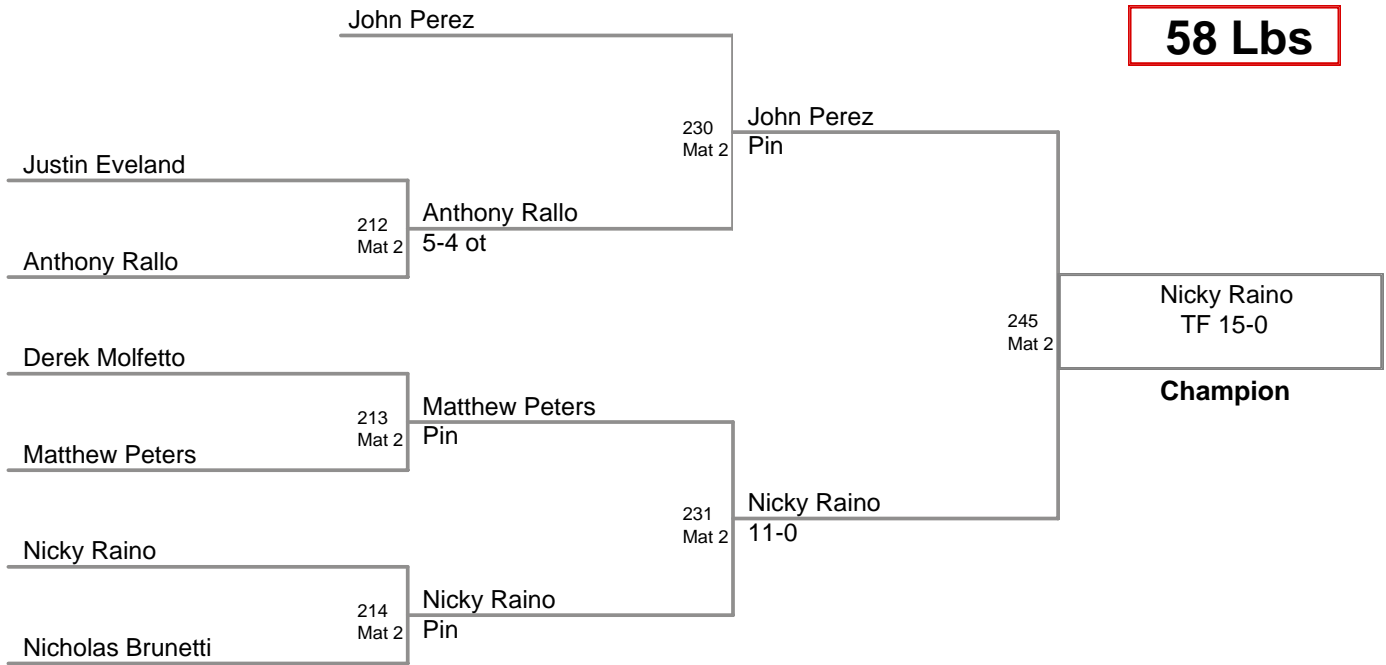 John Perez
58 Lbs
230
Mat 2
John Perez
Pin
Justin Eveland
212
Mat 2
Anthony Rallo
5-4 ot
Anthony Rallo
245
Mat 2
Nicky Raino
TF 15-0
Champion
Derek Molfetto
213
Mat 2
Matthew Peters
Pin
Matthew Peters
231
Mat 2
Nicky Raino
11-0
Nicky Raino
214
Mat 2
Nicky Raino
Pin
Nicholas Brunetti